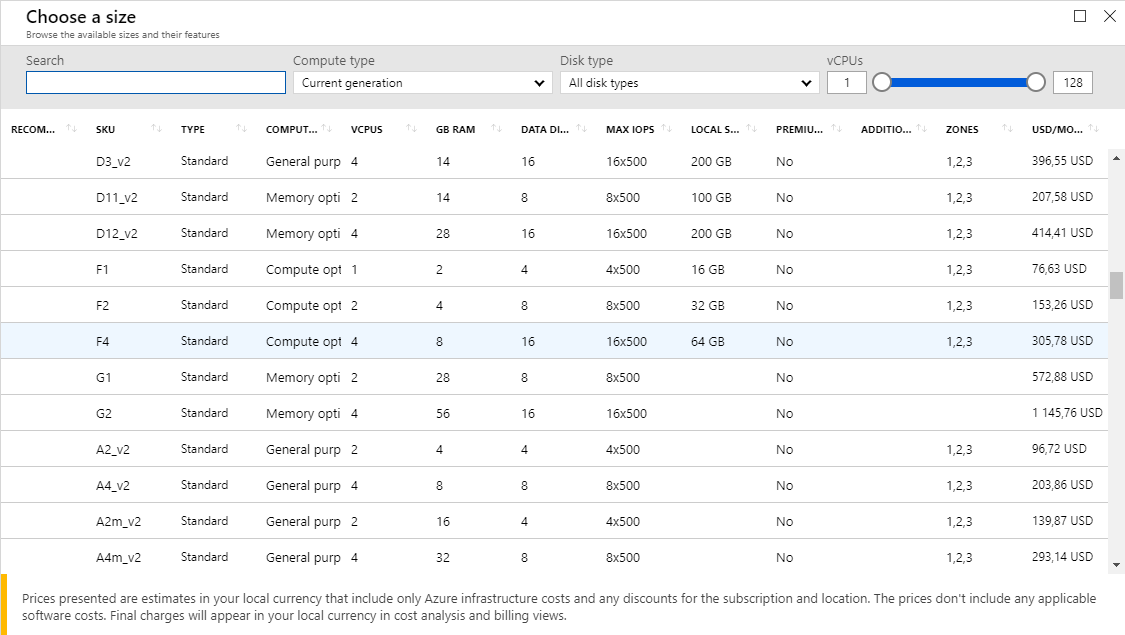 Choose a size
Browse the available sizes and their features
Search Compute type Disk type vCPUs
Current generation All disk types 1 128
RECOM... SKU TYPE COMPUT... VCPUS GB RAM DATA DI... MAX IOPS LOCAL S... PREMIU... ADDITIO... ZONES USD/MO...
D3_v2 Standard General purp 4 14 16 16x500 200 GB No 1,2,3 396,55 USD
D11_v2 Standard Memory opti 2 14 8 8x500 100 GB No 1,2,3 207,58 USD
D12_v2 Standard Memory opti 4 28 16 16x500 200 GB No 1,2,3 414,41 USD
F1 Standard Compute opt 1 2 4 4x500 16 GB No 1,2,3 76,63 USD
F2 Standard Compute opt 2 4 8 8x500 32 GB No 1,2,3 153,26 USD
F4 Standard Compute opt 4 8 16 16x500 64 GB No 1,2,3 305,78 USD
G1 Standard Memory opti 2 28 8 8x500 No 572,88 USD
G2 Standard Memory opti 4 56 16 16x500 No 1 145,76 USD
A2_v2 Standard General purp 2 4 4 4x500 No 1,2,3 96,72 USD
A4_v2 Standard General purp 4 8 8 8x500 No 1,2,3 203,86 USD
A2m_v2 Standard General purp 2 16 4 4x500 No 1,2,3 139,87 USD
A4m_v2 Standard General purp 4 32 8 8x500 No 1,2,3 293,14 USD
Prices presented are estimates in your local currency that include only Azure infrastructure costs and any discounts for the subscription and location. The prices don't include any applicable
software costs. Final charges will appear in your local currency in cost analysis and billing views.